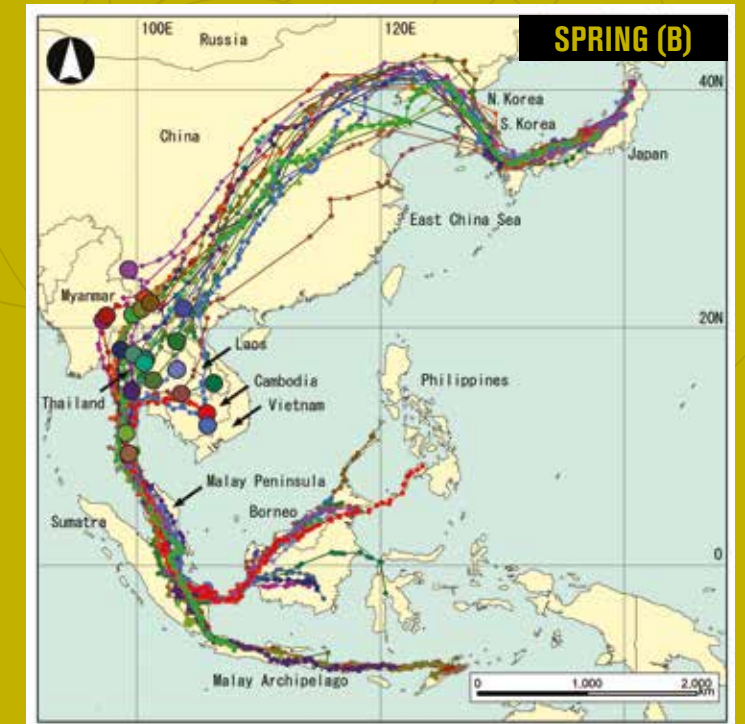 SPRING (B)
100E
120E
Russia
40N
N.Korea
S.Korea
China
Japan
East China Sea
Myanmar
20N
Laos
Philippines
Cambodia
Thailand
Vietnam
Malay Peninsula
Borneo
Sumatra
0
Malay Archipelago
0 1,000 2,000
km